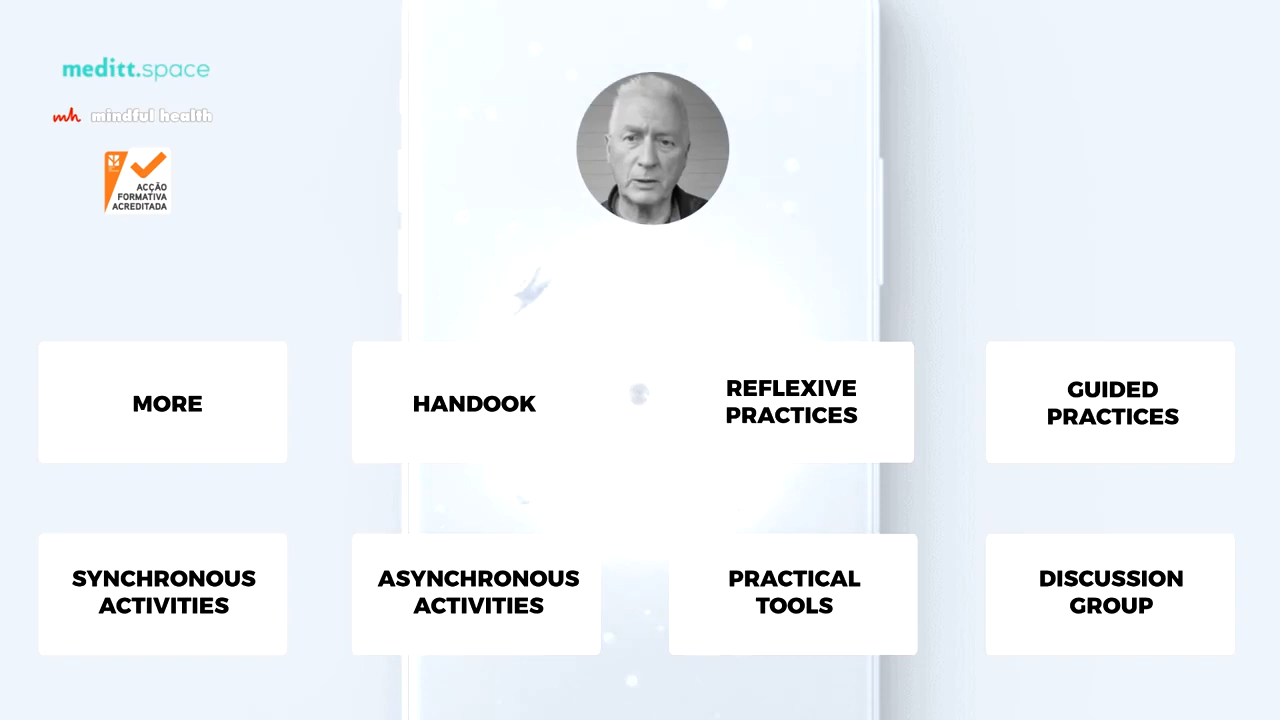 meditt.space
mh mindful health
ACÇÃO
FORMATIVA
ACREDITADA
MORE
HANDOOK
REFLEXIVE
PRACTICES
GUIDED
PRACTICES
SYNCHRONOUS
ACTIVITIES
ASYNCHRONOUS
ACTIVITIES
PRACTICAL
TOOLS
DISCUSSION
GROUP